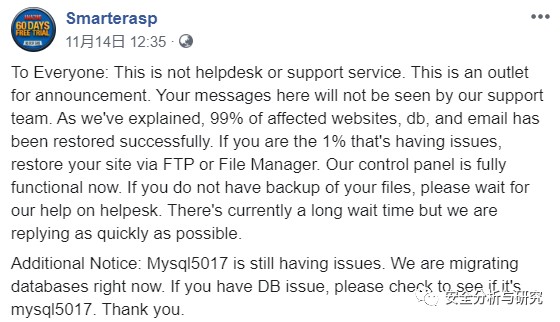 Smarterasp
60 DAYS
FREE TRIAL
11月14日 12:35 ·
To Everyone: This is not helpdesk or support service. This is an outlet
for announcement. Your messages here will not be seen by our support
team. As we've explained, 99% of affected websites, db, and email has
been restored successfully. If you are the 1% that's having issues,
restore your site via FTP or File Manager. Our control panel is fully
functional now. If you do not have backup of your files, please wait for
our help on helpesk. There's currently a long wait time but we are
replying as quickly as possible.
Additional Notice: Mysql5017 is still having issues. We are migrating
databases right now. If you have DB issue, please check to see if it's
mysql5017. Thank you.
安全分析与研究